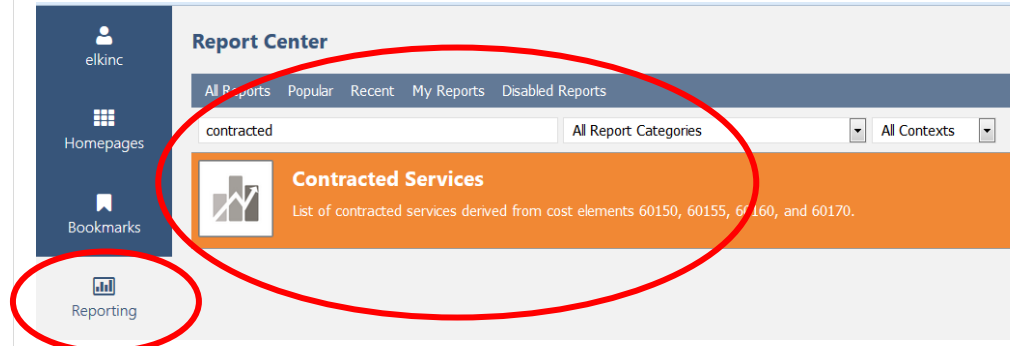 elkinc
Homepages
Bookmarks
Reporting
Report Center
All Reports Popular Recent My Reports Disabled Reports
contracted All Report Categories All Contexts
Contracted Services
List of contracted services derived from cost elements 60150, 60155, 60160, and 60170.